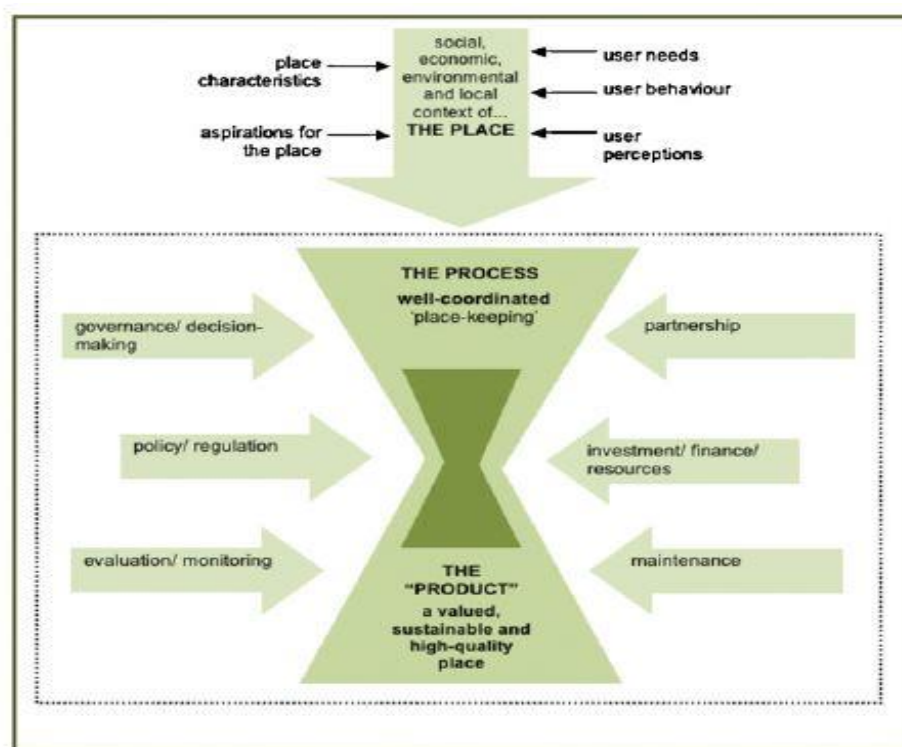 social,
economic,
environmental
and local
context of...
THE PLACE
place
characteristics
aspirations for
the place
user needs
user behaviour
user
perceptions
THE PROCESS
well-coordinated
'place-keeping'
governance/ decision-
making
partnership
policy/ regulation
investment/ finance/
resources
evaluation/ monitoring
maintenance
THE
“PRODUCT”
a valued,
sustainable and
high-quality
place